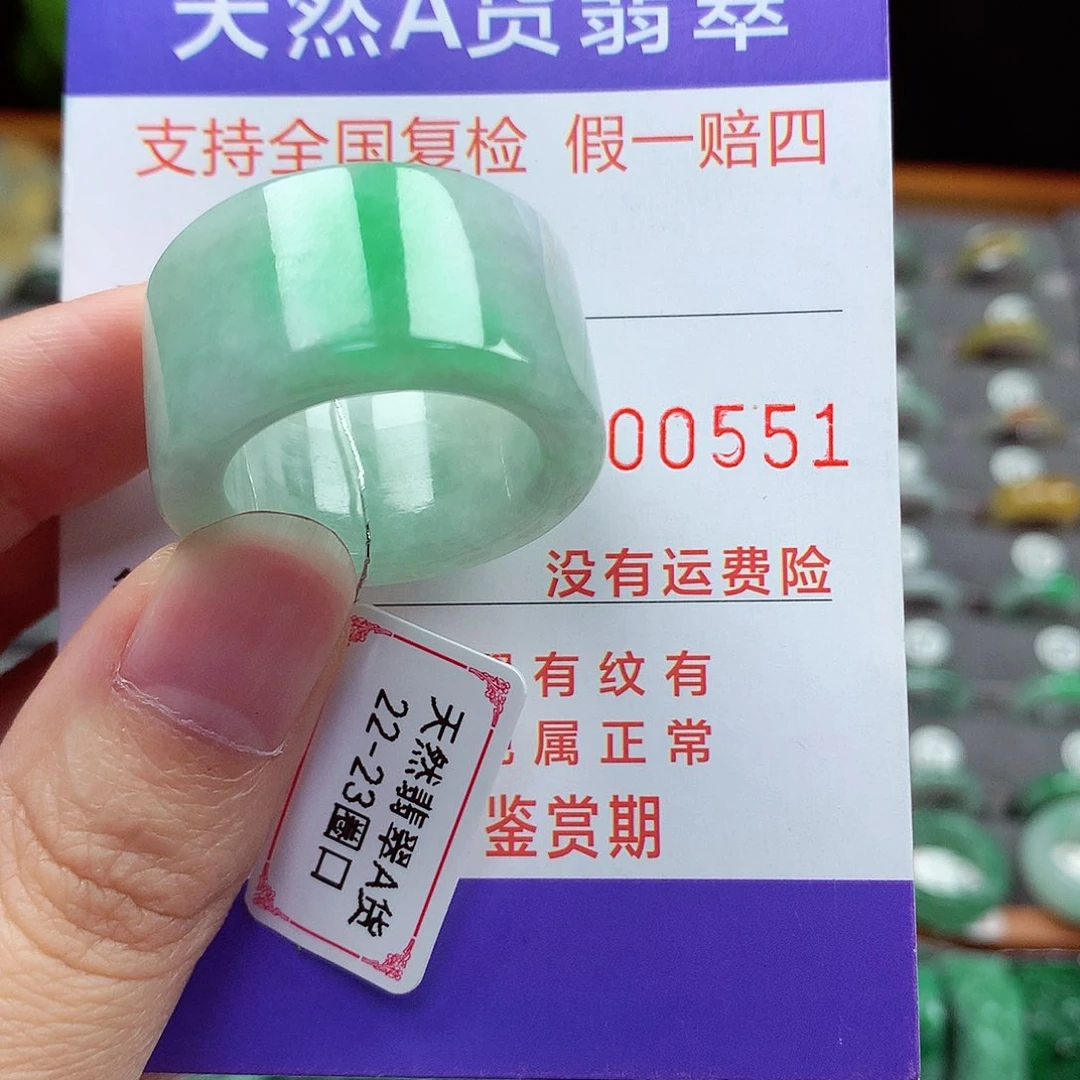 天然A货翡翠
支持全国复检 假一赔四
00551
没有运费险
有纹有
属正常
鉴赏期
天然翡翠A货
22-23圈口